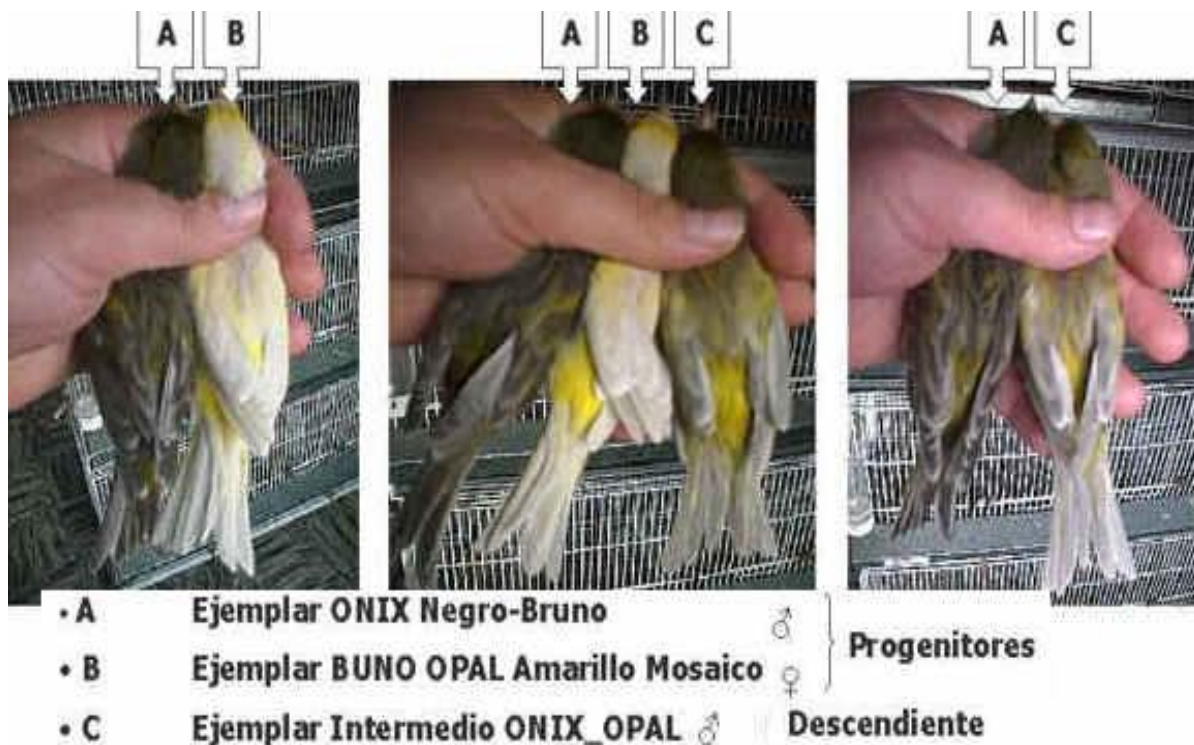 A B A B C A C
• A Ejemplar ONIX Negro-Bruno ♂
Progenitores
• B Ejemplar BUNO OPAL Amarillo Mosaico ♀
• C Ejemplar Intermedio ONIX_OPAL ♂ Descendiente